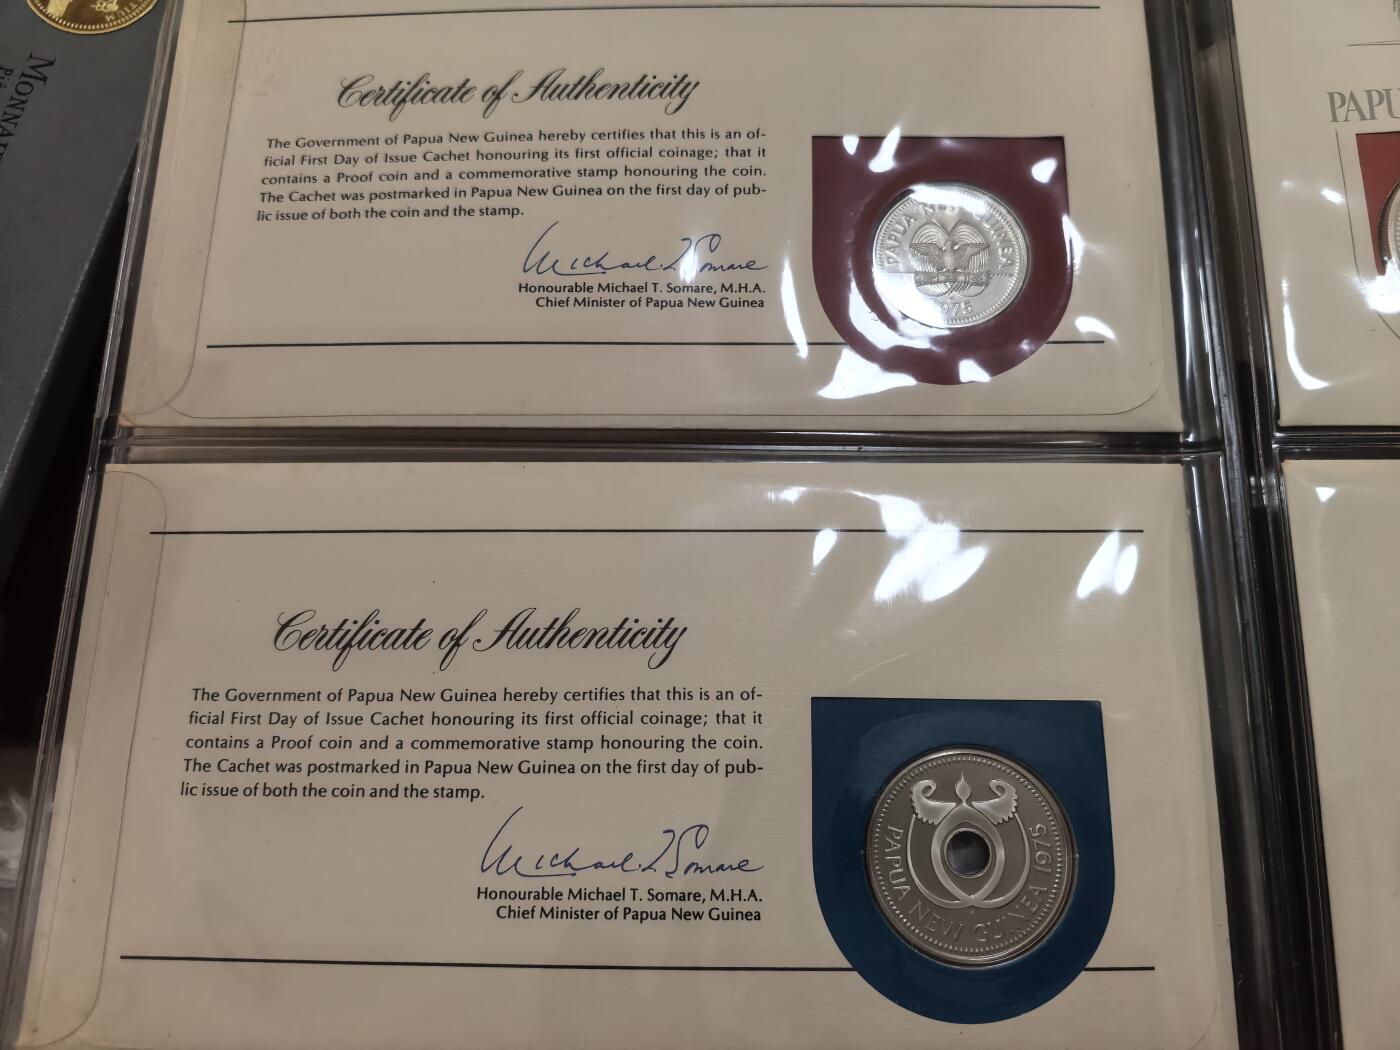 MONNAI
Certificate of Authenticity
The Government of Papua New Guinea hereby certifies that this is an of-
ficial First Day of Issue Cachet honouring its first official coinage; that it
contains a Proof coin and a commemorative stamp honouring the coin.
The Cachet was postmarked in Papua New Guinea on the first day of pub-
lic issue of both the coin and the stamp.
Michael T Somare
Honourable Michael T. Somare, M.H.A.
Chief Minister of Papua New Guinea
PAPUA NEW GUINEA
1975
PAPU
Certificate of Authenticity
The Government of Papua New Guinea hereby certifies that this is an of-
ficial First Day of Issue Cachet honouring its first official coinage; that it
contains a Proof coin and a commemorative stamp honouring the coin.
The Cachet was postmarked in Papua New Guinea on the first day of pub-
lic issue of both the coin and the stamp.
Michael T Somare
Honourable Michael T. Somare, M.H.A.
Chief Minister of Papua New Guinea
PAPUA NEW GUINEA 1975